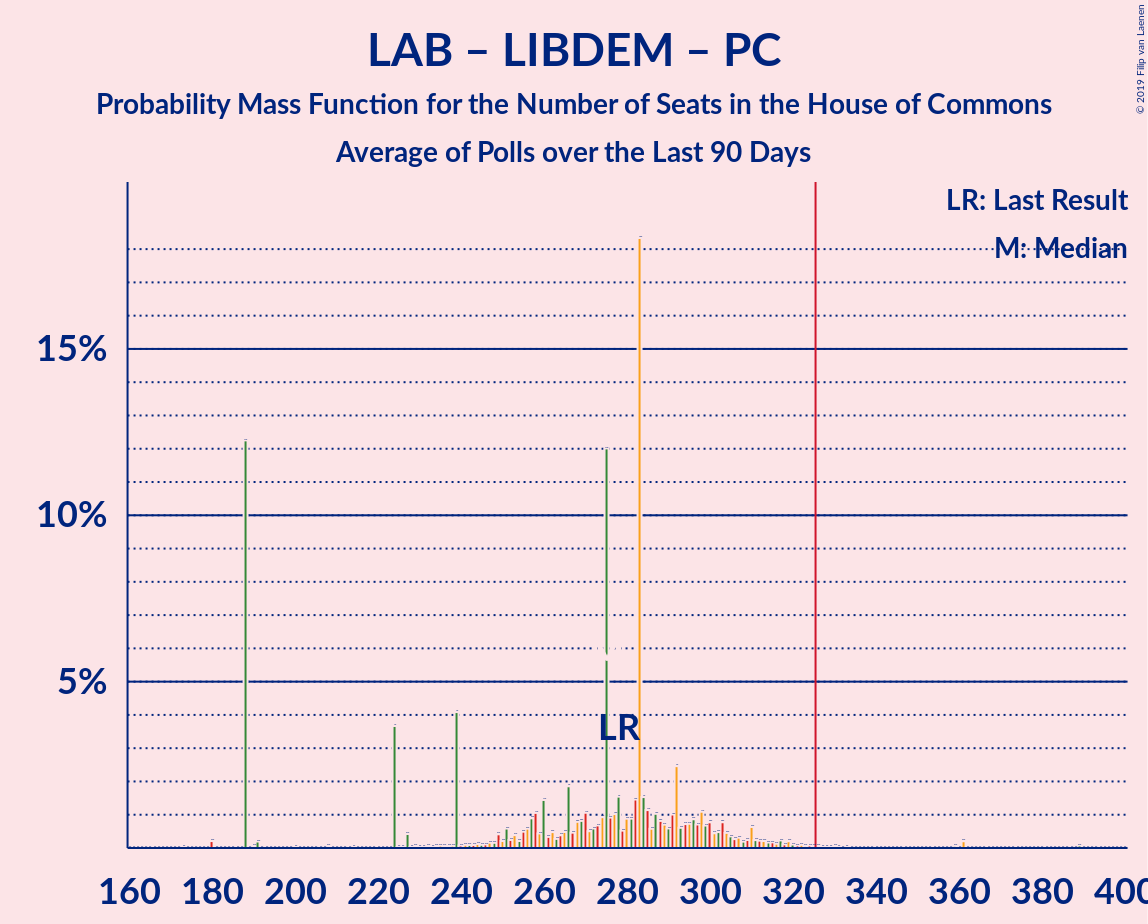 LAB – LIBDEM – PC
Probability Mass Function for the Number of Seats in the House of Commons
Average of Polls over the Last 90 Days
© 2019 Filip van Laenen
LR: Last Result
M: Median
15%
10%
5%
LR
160 180 200 220 240 260 280 300 320 340 360 380 400